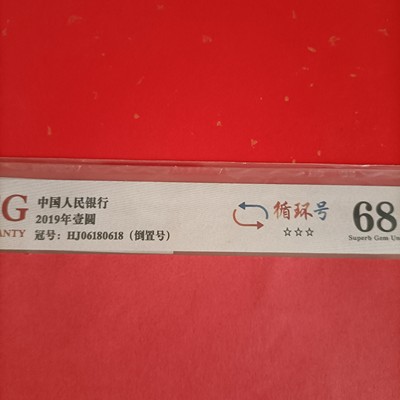 G
ANTY
中国人民银行
2019年壹圆
冠号：HJ06180618（倒置号）
循环号
☆☆☆
68
Superb Gem Un